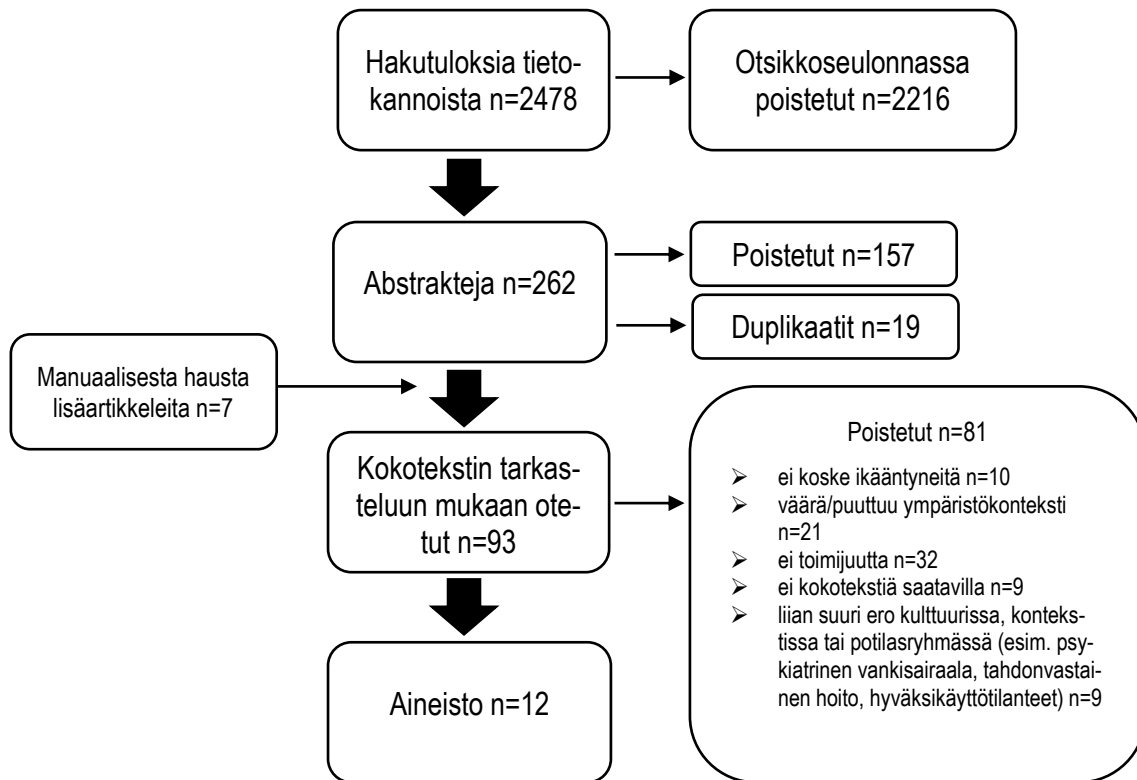 Hakutuloksia tieto-
kannoista n=2478
Otsikkoseulonnassa
poistetut n=2216
Abstrakteja n=262
Poistetut n=157
Duplikaatit n=19
Manuaalisesta hausta
lisäartikkeleita n=7
Kokotekstin tarkas-
teluun mukaan ote-
tut n=93
Poistetut n=81
➢ ei koske ikääntyneitä n=10
➢ väärä/puuttuu ympäristökonteksti
n=21
➢ ei toimijuutta n=32
➢ ei kokotekstiä saatavilla n=9
➢ liian suuri ero kulttuurissa, konteks-
tissa tai potilasryhmässä (esim. psy-
kiatrinen vankisairaala, tahdonvastai-
nen hoito, hyväksikäyttötilanteet) n=9
Aineisto n=12